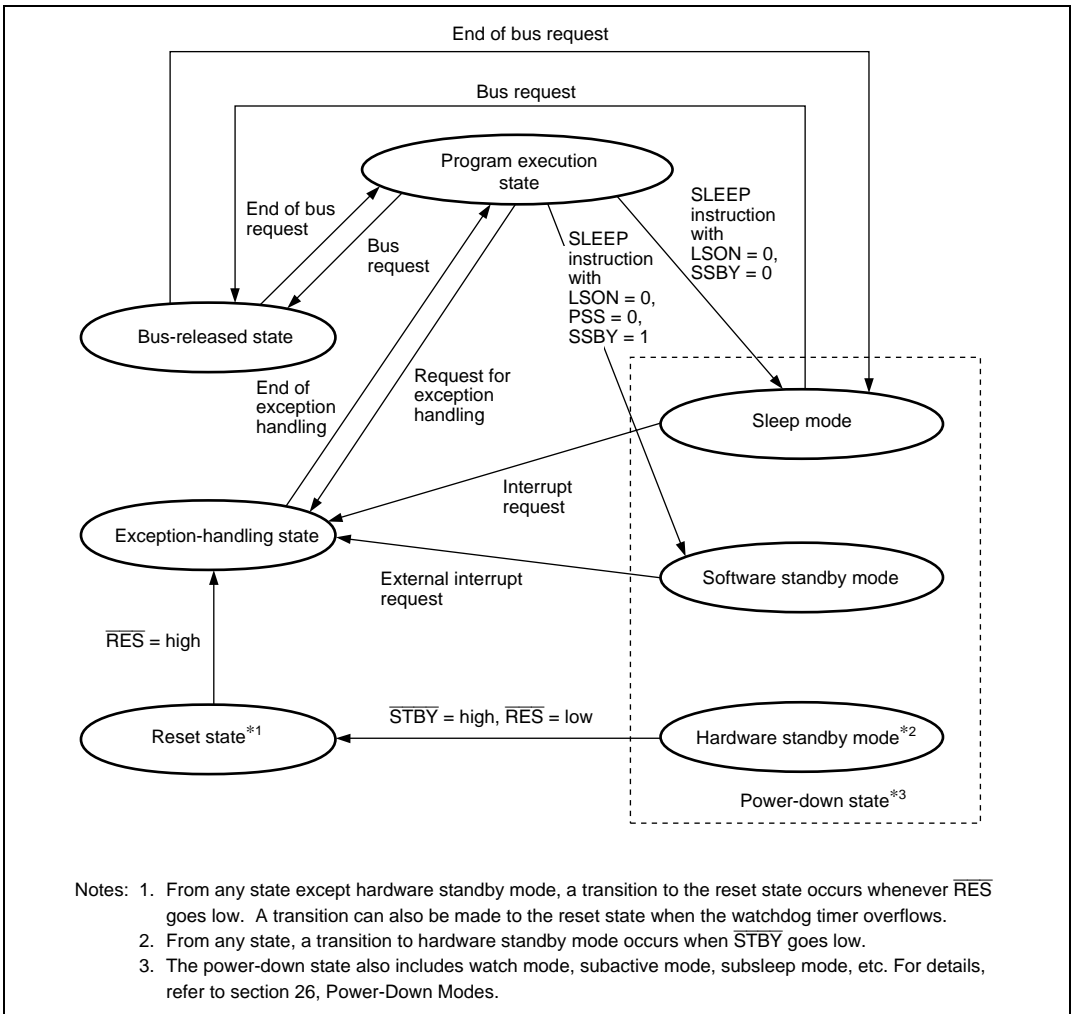 End of bus request
Bus request
Program execution
state
End of bus
request
Bus
request
SLEEP
instruction
with
LSON = 0,
PSS = 0,
SSBY = 1
SLEEP
instruction
with
LSON = 0,
SSBY = 0
Bus-released state
End of
exception
handling
Request for
exception
handling
Sleep mode
Interrupt
request
Exception-handling state
External interrupt
request
Software standby mode
R̅E̅S̅ = high
S̅T̅B̅Y̅ = high, R̅E̅S̅ = low
Reset state*1
Hardware standby mode*2
Power-down state*3
Notes: 1. From any state except hardware standby mode, a transition to the reset state occurs whenever R̅E̅S̅
goes low. A transition can also be made to the reset state when the watchdog timer overflows.
2. From any state, a transition to hardware standby mode occurs when S̅T̅B̅Y̅ goes low.
3. The power-down state also includes watch mode, subactive mode, subsleep mode, etc. For details,
refer to section 26, Power-Down Modes.